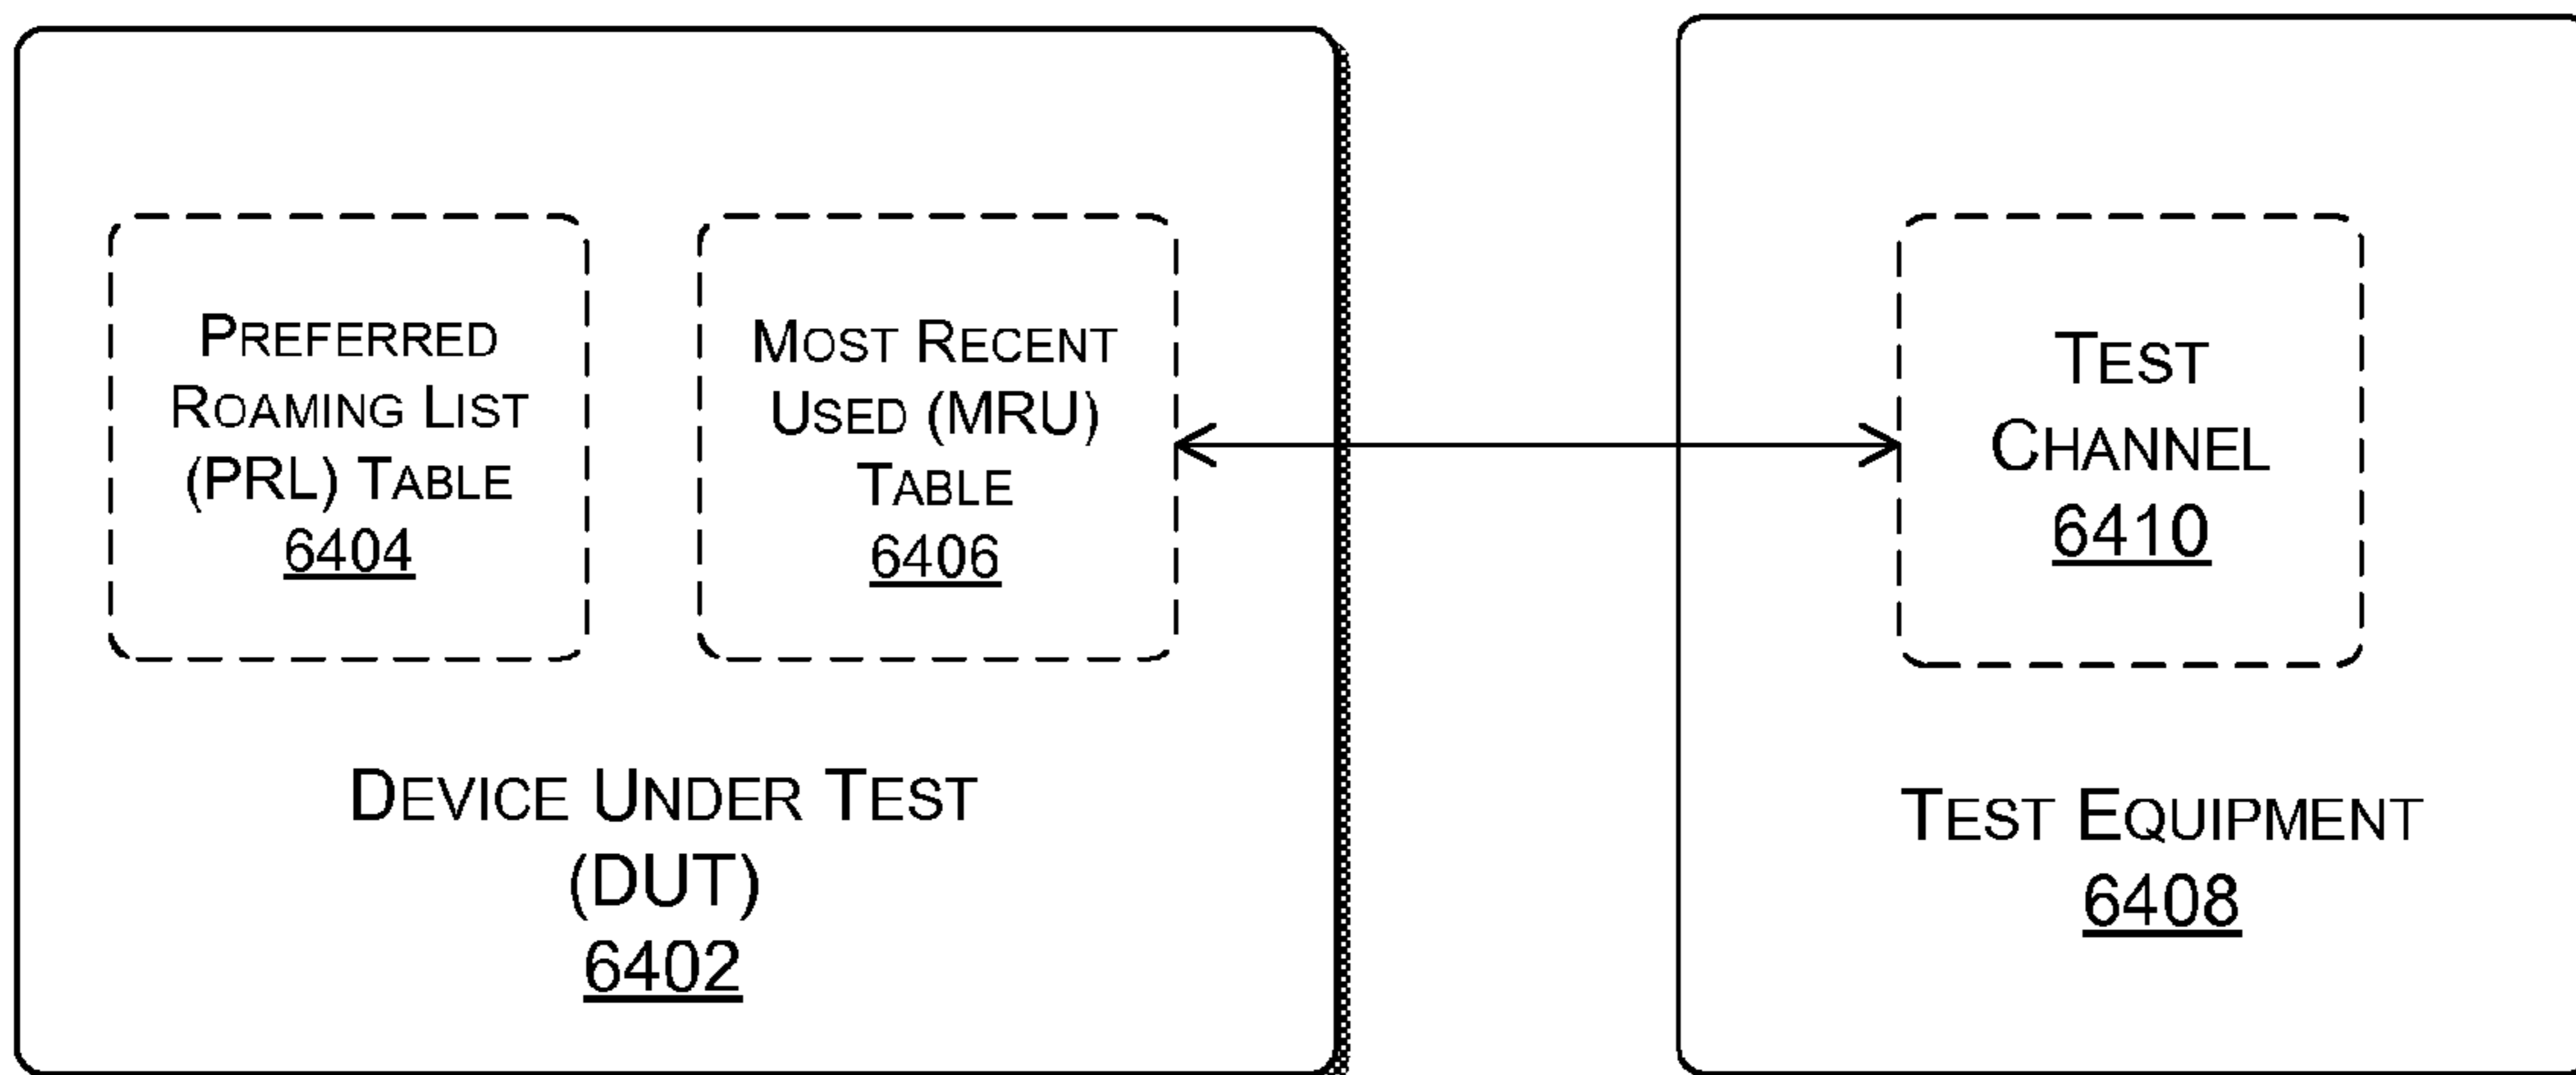 PREFERRED
ROAMING LIST
(PRL) TABLE
6404
MOST RECENT
USED (MRU)
TABLE
6406
DEVICE UNDER TEST
(DUT)
6402
TEST
CHANNEL
6410
TEST EQUIPMENT
6408